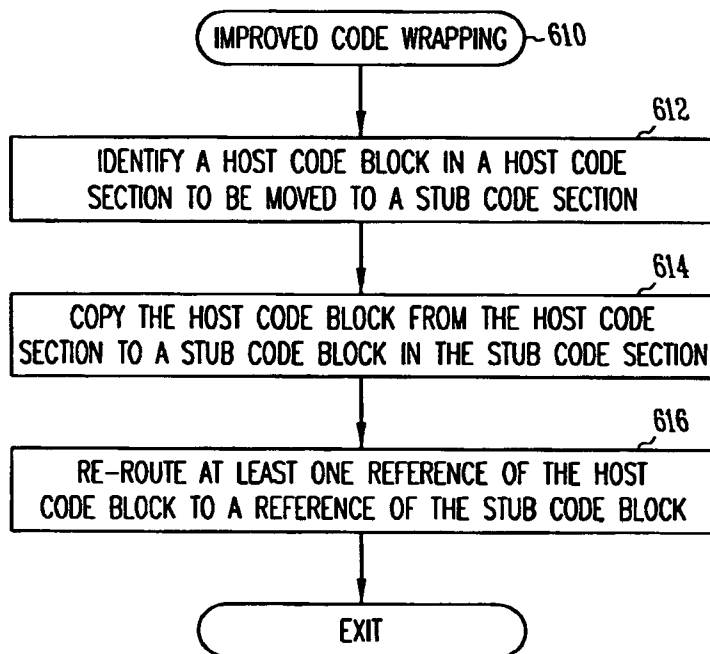 IMPROVED CODE WRAPPING
610
612
IDENTIFY A HOST CODE BLOCK IN A HOST CODE
SECTION TO BE MOVED TO A STUB CODE SECTION
614
COPY THE HOST CODE BLOCK FROM THE HOST CODE
SECTION TO A STUB CODE BLOCK IN THE STUB CODE SECTION
616
RE-ROUTE AT LEAST ONE REFERENCE OF THE HOST
CODE BLOCK TO A REFERENCE OF THE STUB CODE BLOCK
EXIT